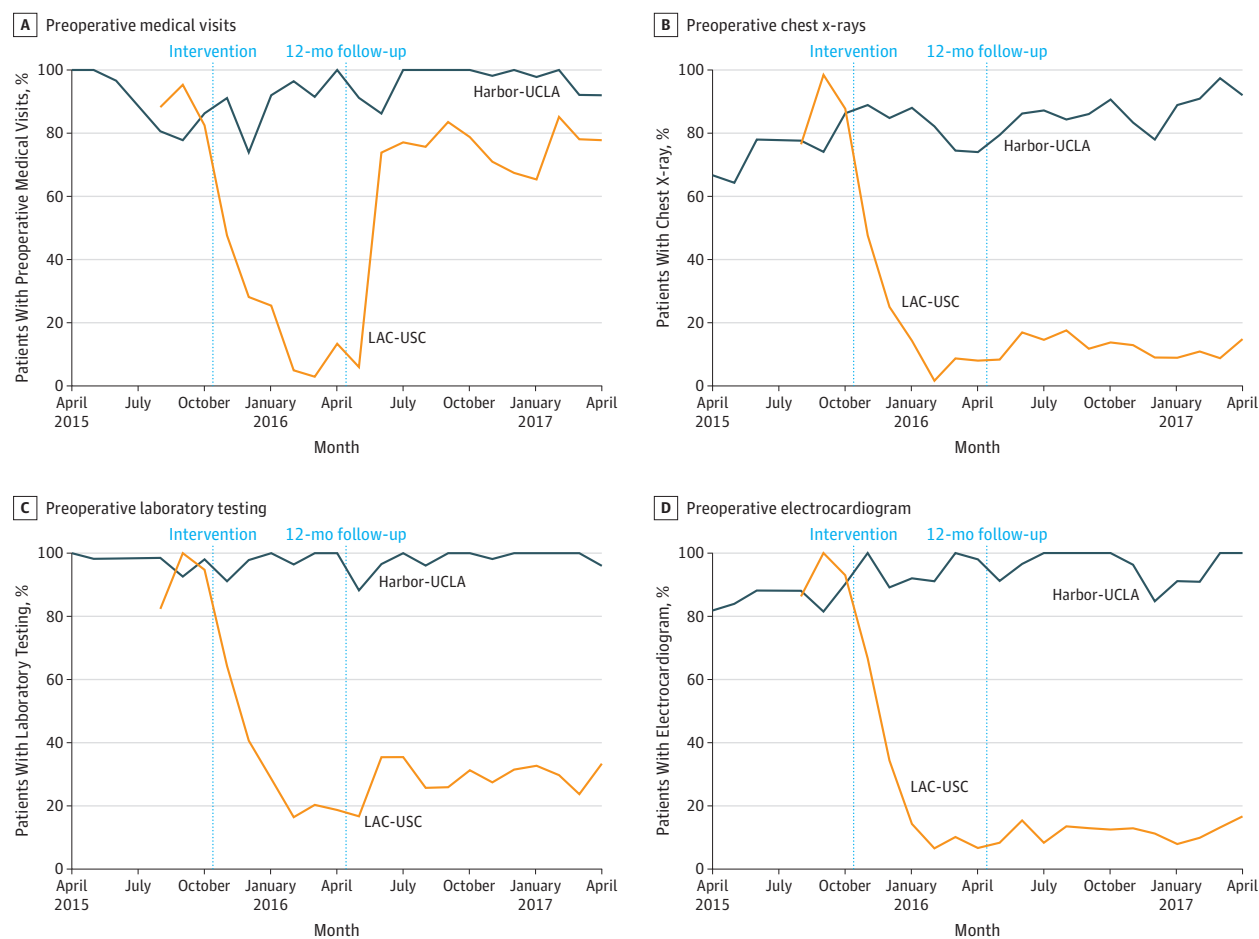 A Preoperative medical visits
Intervention 12-mo follow-up
Patients With Preoperative Medical Visits, %
100
80
60
40
20
0
Harbor-UCLA
LAC-USC
April July October January April July October January April
2015 2016 2017
Month
B Preoperative chest x-rays
Intervention 12-mo follow-up
Patients With Chest X-ray, %
100
80
60
40
20
0
Harbor-UCLA
LAC-USC
April July October January April July October January April
2015 2016 2017
Month
C Preoperative laboratory testing
Intervention 12-mo follow-up
Patients With Laboratory Testing, %
100
80
60
40
20
0
Harbor-UCLA
LAC-USC
April July October January April July October January April
2015 2016 2017
Month
D Preoperative electrocardiogram
Intervention 12-mo follow-up
Patients With Electrocardiogram, %
100
80
60
40
20
0
Harbor-UCLA
LAC-USC
April July October January April July October January April
2015 2016 2017
Month